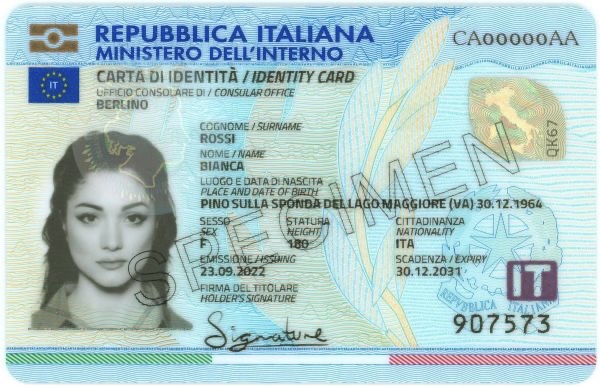 REPUBBLICA ITALIANA
MINISTERO DELL'INTERNO
CA00000AA
IT
CARTA DI IDENTITÀ / IDENTITY CARD
UFFICIO CONSOLARE DI / CONSULAR OFFICE
BERLINO
COGNOME / SURNAME
ROSSI
NOME / NAME
BIANCA
LUOGO E DATA DI NASCITA
PLACE AND DATE OF BIRTH
PINO SULLA SPONDA DEL LAGO MAGGIORE (VA) 30.12.1964
SESSO STATURA CITTADINANZA
SEX HEIGHT NATIONALITY
F 180 ITA
EMISSIONE / ISSUING SCADENZA / EXPIRY
23.09.2022 30.12.2031
FIRMA DEL TITOLARE
HOLDER'S SIGNATURE
Signature
QK67
SPECIMEN
REPUBBLICA ITALIANA
IT
907573